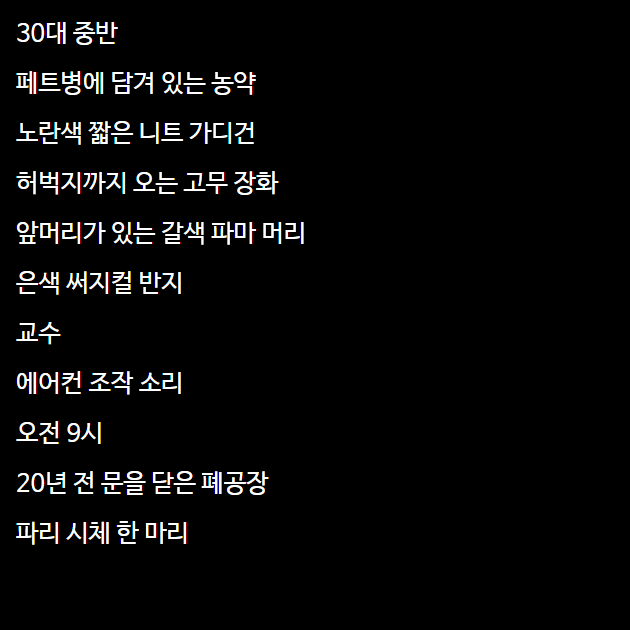 30대 중반
페트병에 담겨 있는 농약
노란색 짧은 니트 가디건
허벅지까지 오는 고무 장화
앞머리가 있는 갈색 파마 머리
은색 써지컬 반지
교수
에어컨 조작 소리
오전 9시
20년 전 문을 닫은 폐공장
파리 시체 한 마리